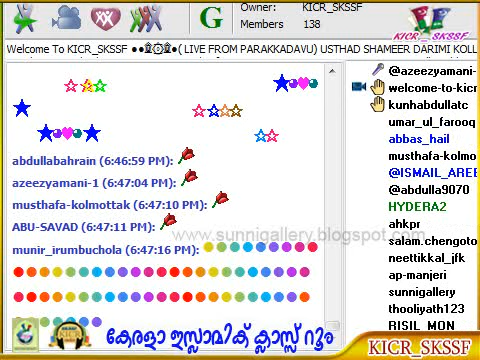 Owner: KICR_SKSSF
Members 138
G
KICR_SKSSF
Welcome To KICR_SKSSF ●●۩۞۩●( LIVE FROM PARAKKADAVU) USTHAD SHAMEER DARIMI KOLL
@azeezyamani-
welcome-to-kicr
kunhabdullatc
umar_ul_farooq
abbas_hail
musthafa-kolmo
@ISMAIL_AREE
@abdulla9070
HYDERA2
ahkpr
salam.chengoto
neettikkal_jfk
ap-manjeri
sunnigallery
thooliyath123
RISIL_MON
abdullabahrain (6:46:59 PM):
azeezyamani-1 (6:47:04 PM):
musthafa-kolmottak (6:47:10 PM):
ABU-SAVAD (6:47:11 PM):
www.sunnigallery.blogspot.com
munir_irumbuchola (6:47:16 PM):
KICR
കേരളാ ഇസ്ലാമിക് ക്ലാസ്സ് റൂം
KICR_SKSSF